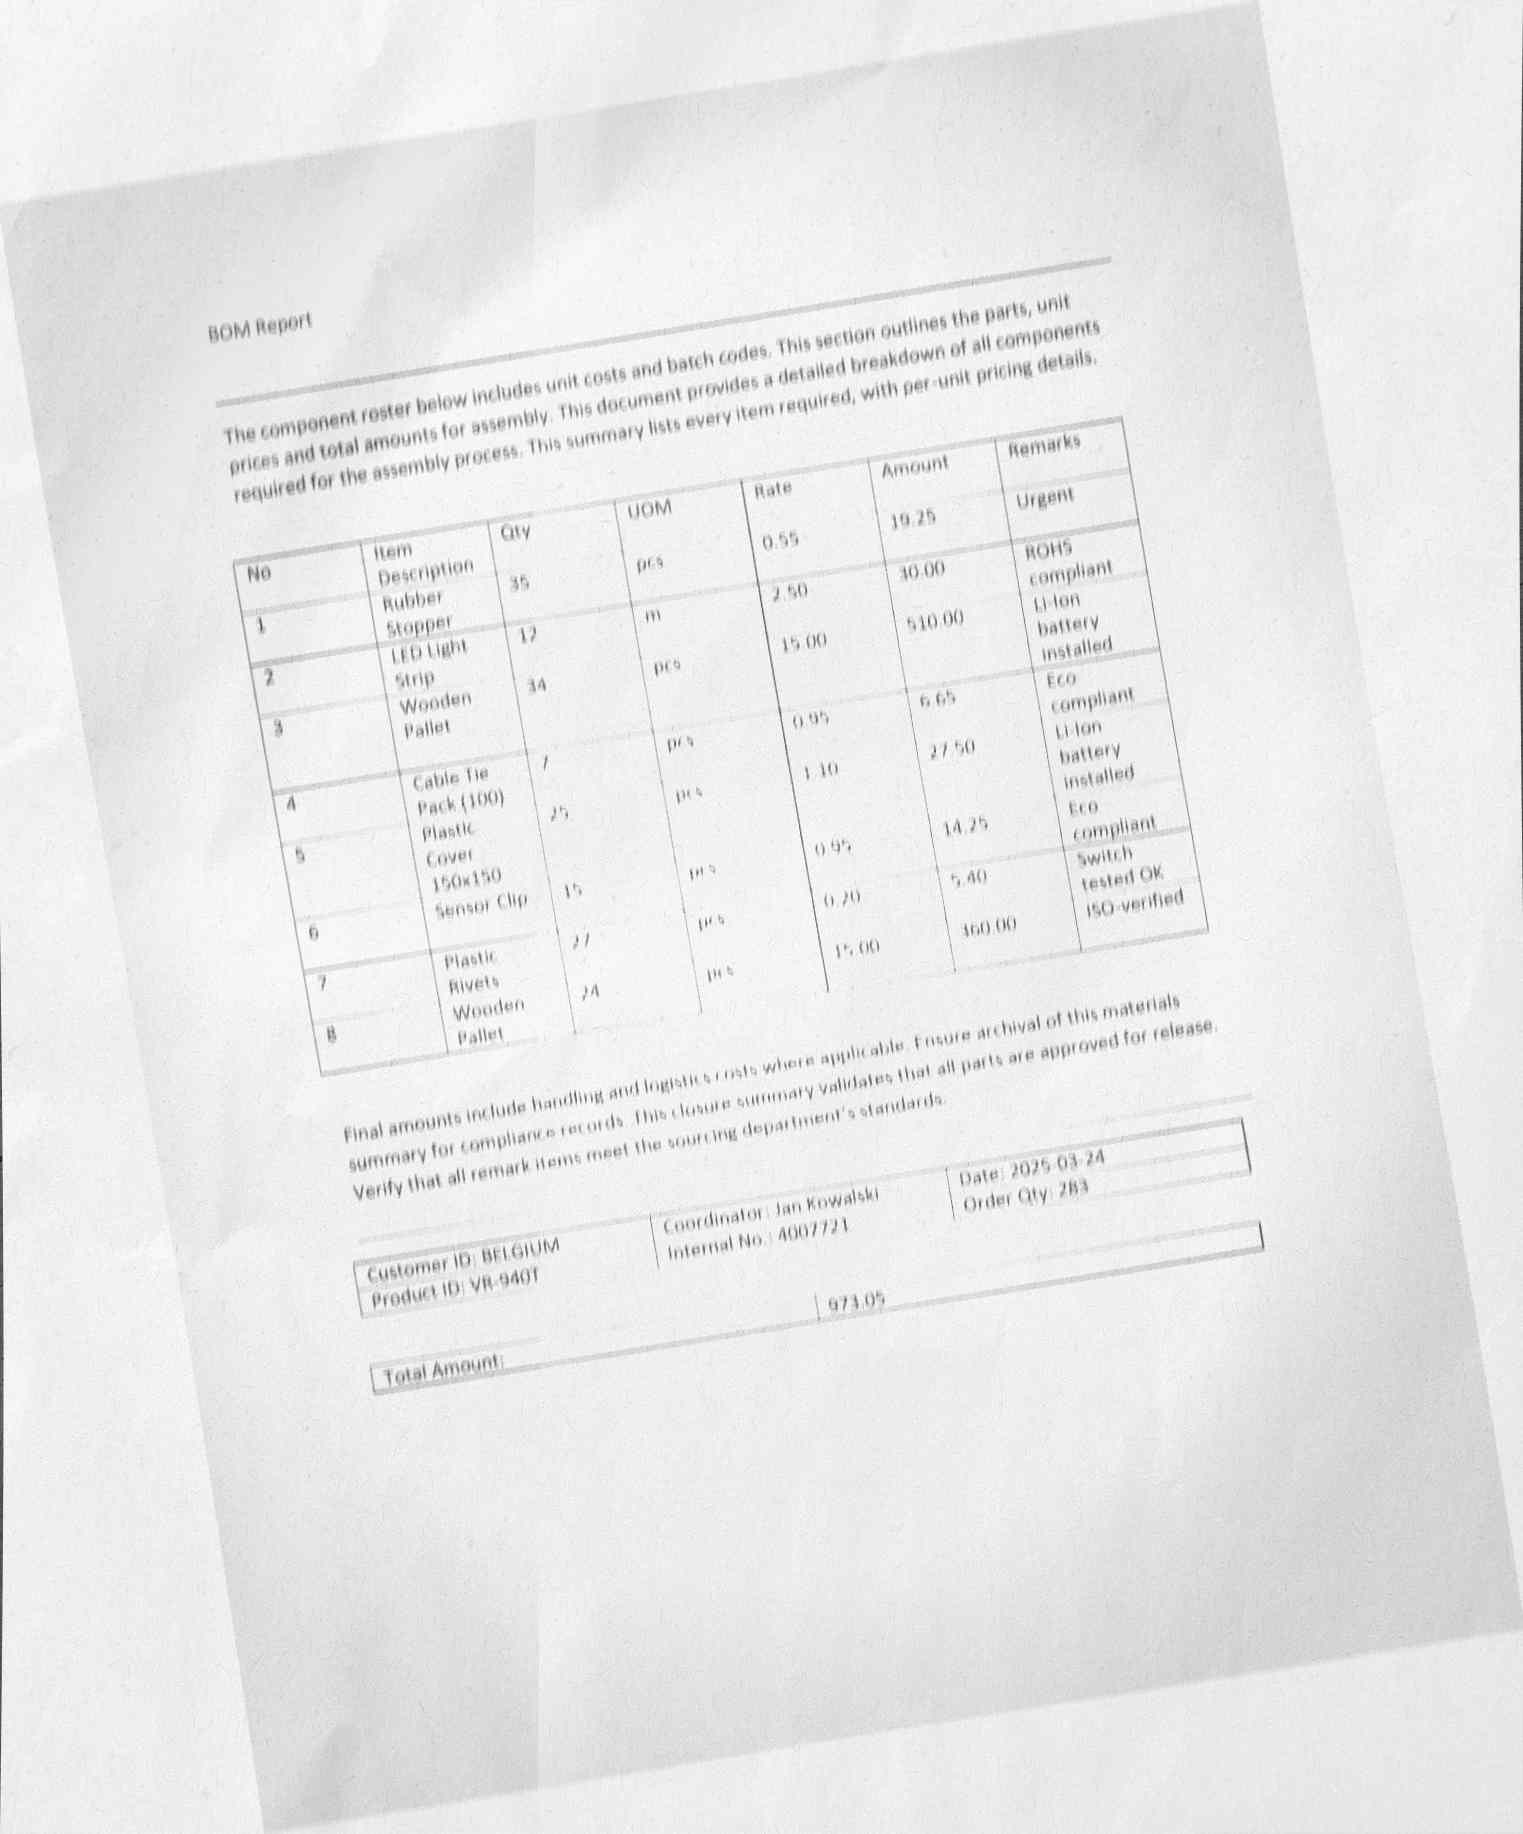 BOM Report
The component roster below includes unit costs and batch codes. This section outlines the parts, unit
prices and total amounts for assembly. This document provides a detailed breakdown of all components
required for the assembly process. This summary lists every item required, with per-unit pricing details.
No Item Description Qty UOM Rate Amount Remarks
1 Rubber Stopper 35 pcs 0.55 19.25 Urgent
2 LED Light Strip 12 m 2.50 30.00 ROHS compliant
3 Wooden Pallet 34 pcs 15.00 510.00 Li-Ion battery installed
4 Cable Tie Pack (100) 7 pcs 0.95 6.65 Eco compliant
5 Plastic Cover 150x150 25 pcs 1.10 27.50 Li-Ion battery installed
6 Sensor Clip 15 pcs 0.95 14.25 Eco compliant
7 Plastic Rivets 27 pcs 0.20 5.40 Switch tested OK
8 Wooden Pallet 24 pcs 15.00 360.00 ISO-verified
Final amounts include handling and logistics costs where applicable. Ensure archival of this materials
summary for compliance records. This closure summary validates that all parts are approved for release.
Verify that all remark items meet the sourcing department's standards.
Customer ID: BELGIUM Coordinator: Jan Kowalski Date: 2025-03-24
Product ID: VR-940T Internal No.: 4007721 Order Qty: 283
Total Amount: 973.05